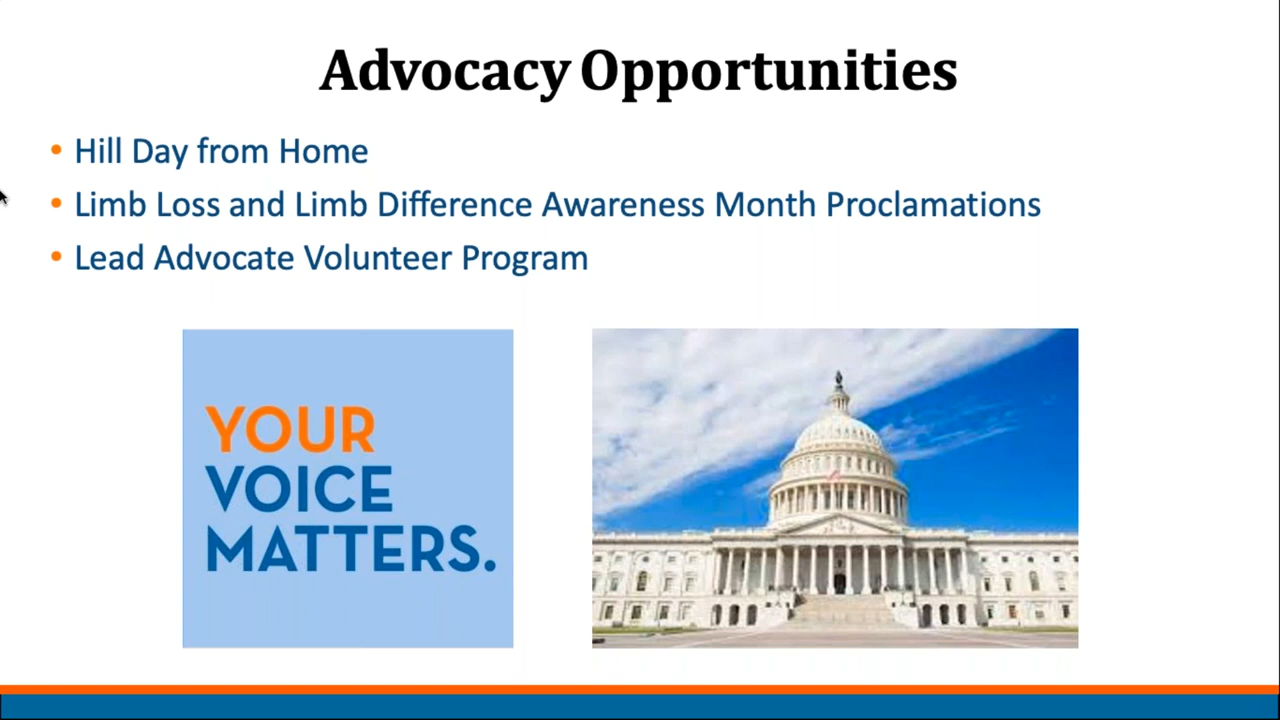 Advocacy Opportunities
• Hill Day from Home
• Limb Loss and Limb Difference Awareness Month Proclamations
• Lead Advocate Volunteer Program
YOUR
VOICE
MATTERS.